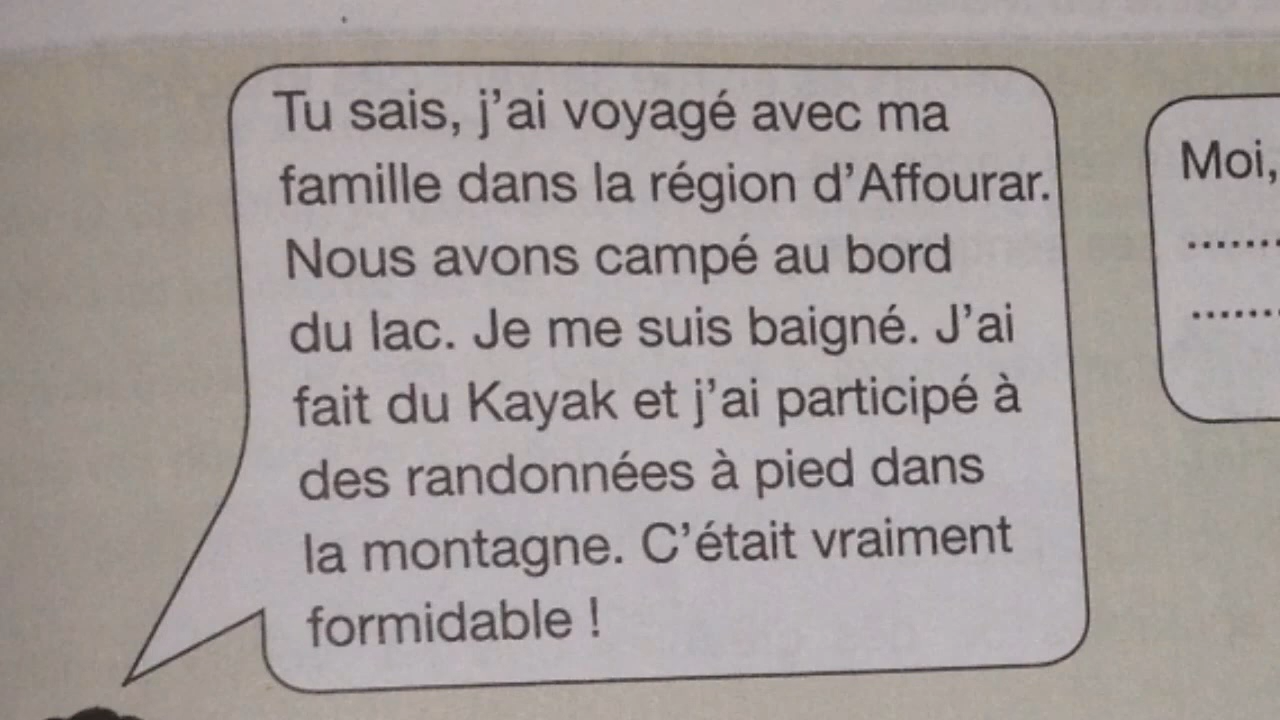 Tu sais, j'ai voyagé avec ma
famille dans la région d'Affourar.
Nous avons campé au bord
du lac. Je me suis baigné. J'ai
fait du Kayak et j'ai participé à
des randonnées à pied dans
la montagne. C'était vraiment
formidable !
Moi,
.......
.......